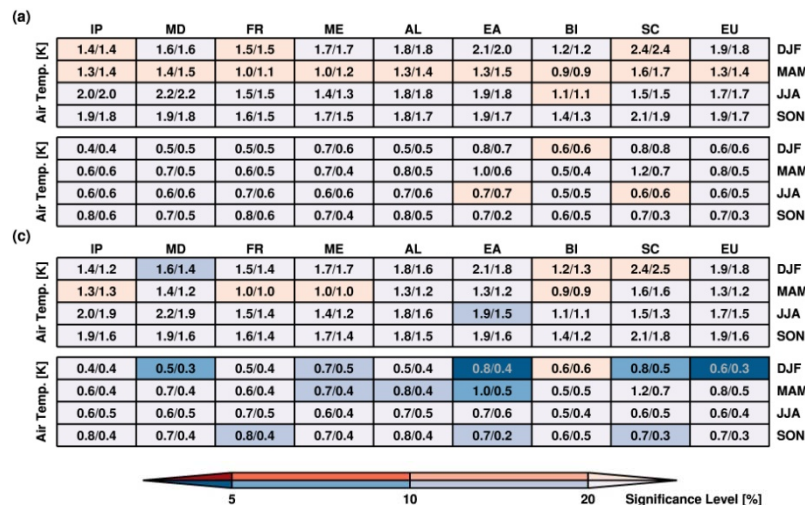 (a)
IP MD FR ME AL EA BI SC EU
Air Temp. [K]
1.4/1.4 1.6/1.6 1.5/1.5 1.7/1.7 1.8/1.8 2.1/2.0 1.2/1.2 2.4/2.4 1.9/1.8 DJF
1.3/1.4 1.4/1.5 1.0/1.1 1.0/1.2 1.3/1.4 1.3/1.5 0.9/0.9 1.6/1.7 1.3/1.4 MAM
2.0/2.0 2.2/2.2 1.5/1.5 1.4/1.3 1.8/1.8 1.9/1.8 1.1/1.1 1.5/1.5 1.7/1.7 JJA
1.9/1.8 1.9/1.8 1.6/1.5 1.7/1.5 1.8/1.7 1.9/1.7 1.4/1.3 2.1/1.9 1.9/1.7 SON
Air Temp. [K]
0.4/0.4 0.5/0.5 0.5/0.5 0.7/0.6 0.5/0.5 0.8/0.7 0.6/0.6 0.8/0.8 0.6/0.6 DJF
0.6/0.6 0.7/0.5 0.6/0.5 0.7/0.4 0.8/0.5 1.0/0.6 0.5/0.4 1.2/0.7 0.8/0.5 MAM
0.6/0.6 0.6/0.6 0.7/0.6 0.6/0.6 0.7/0.6 0.7/0.7 0.5/0.5 0.6/0.6 0.6/0.5 JJA
0.8/0.6 0.7/0.5 0.8/0.6 0.7/0.4 0.8/0.5 0.7/0.2 0.6/0.5 0.7/0.3 0.7/0.3 SON
(c)
IP MD FR ME AL EA BI SC EU
Air Temp. [K]
1.4/1.2 1.6/1.4 1.5/1.4 1.7/1.7 1.8/1.6 2.1/1.8 1.2/1.3 2.4/2.5 1.9/1.8 DJF
1.3/1.3 1.4/1.2 1.0/1.0 1.0/1.0 1.3/1.2 1.3/1.2 0.9/0.9 1.6/1.6 1.3/1.2 MAM
2.0/1.9 2.2/1.9 1.5/1.4 1.4/1.2 1.8/1.6 1.9/1.5 1.1/1.1 1.5/1.3 1.7/1.5 JJA
1.9/1.6 1.9/1.6 1.6/1.4 1.7/1.4 1.8/1.5 1.9/1.6 1.4/1.2 2.1/1.8 1.9/1.6 SON
Air Temp. [K]
0.4/0.4 0.5/0.3 0.5/0.4 0.7/0.5 0.5/0.4 0.8/0.4 0.6/0.6 0.8/0.5 0.6/0.3 DJF
0.6/0.4 0.7/0.4 0.6/0.4 0.7/0.4 0.8/0.4 1.0/0.5 0.5/0.5 1.2/0.7 0.8/0.5 MAM
0.6/0.5 0.6/0.5 0.7/0.5 0.6/0.4 0.7/0.5 0.7/0.6 0.5/0.4 0.6/0.5 0.6/0.4 JJA
0.8/0.4 0.7/0.4 0.8/0.4 0.7/0.4 0.8/0.4 0.7/0.2 0.6/0.5 0.7/0.3 0.7/0.3 SON
5 10 20 Significance Level [%]